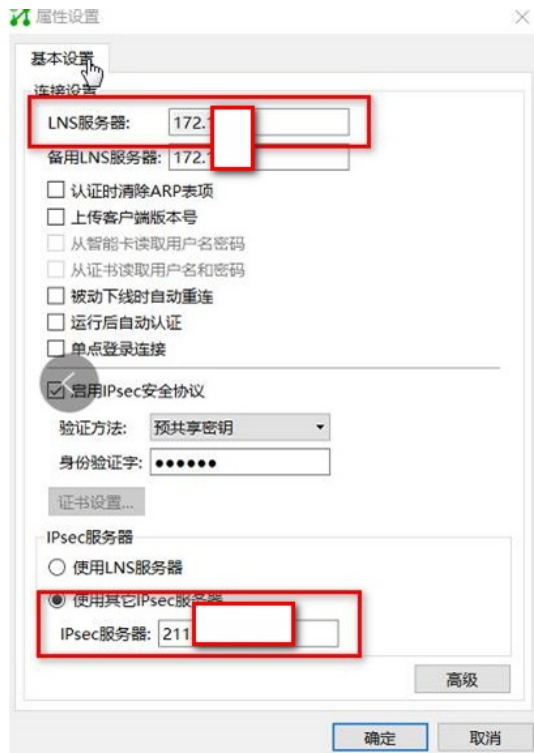 属性设置
基本设置
连接设置
LNS服务器: 172.1
备用LNS服务器: 172.1
认证时清除ARP表项
上传客户端版本号
从智能卡读取用户名密码
从证书读取用户名和密码
被动下线时自动重连
运行后自动认证
单点登录连接
启用IPsec安全协议
验证方法: 预共享密钥
身份验证字: ●●●●●●
证书设置...
IPsec服务器
使用LNS服务器
使用其它IPsec服务器
IPsec服务器: 211
高级
确定 取消